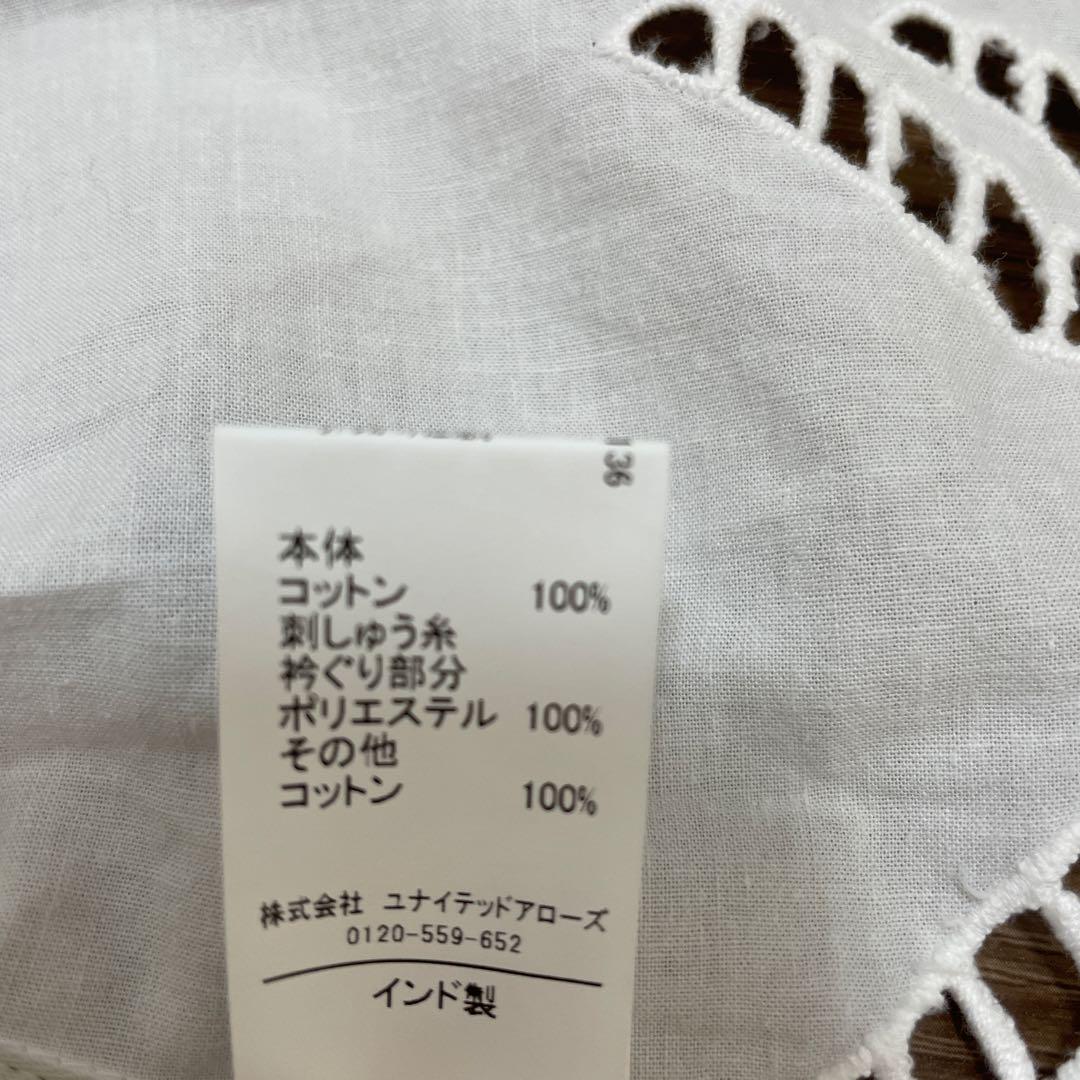 136
本体
コットン 100%
刺しゅう糸
衿ぐり部分
ポリエステル 100%
その他
コットン 100%
株式会社 ユナイテッドアローズ
0120-559-652
インド製